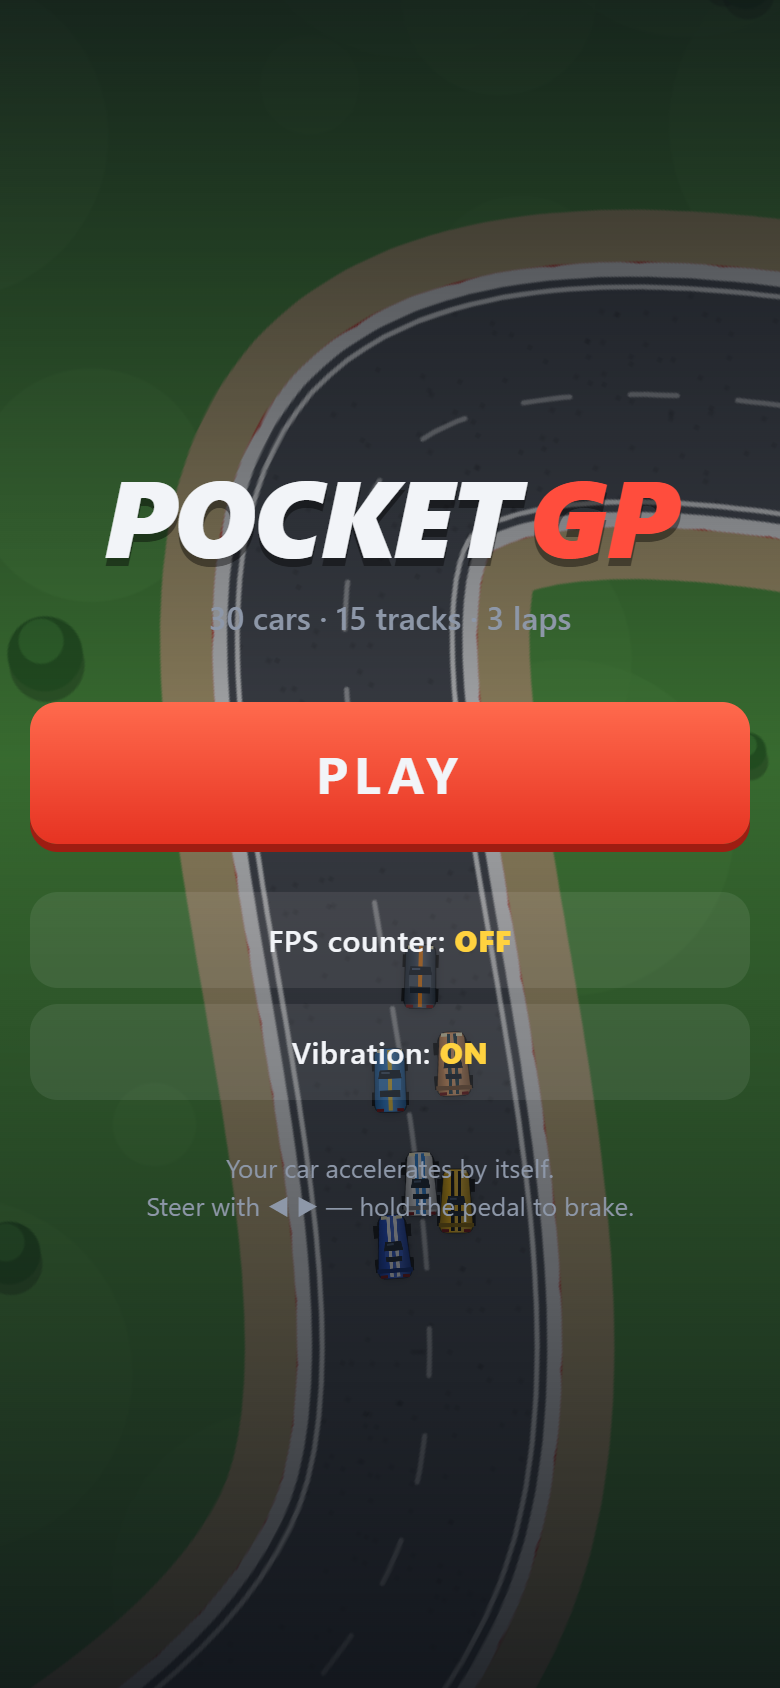 POCKET GP
30 cars · 15 tracks · 3 laps
PLAY
FPS counter: OFF
Vibration: ON
Your car accelerates by itself.
Steer with ◀ ▶ — hold the pedal to brake.